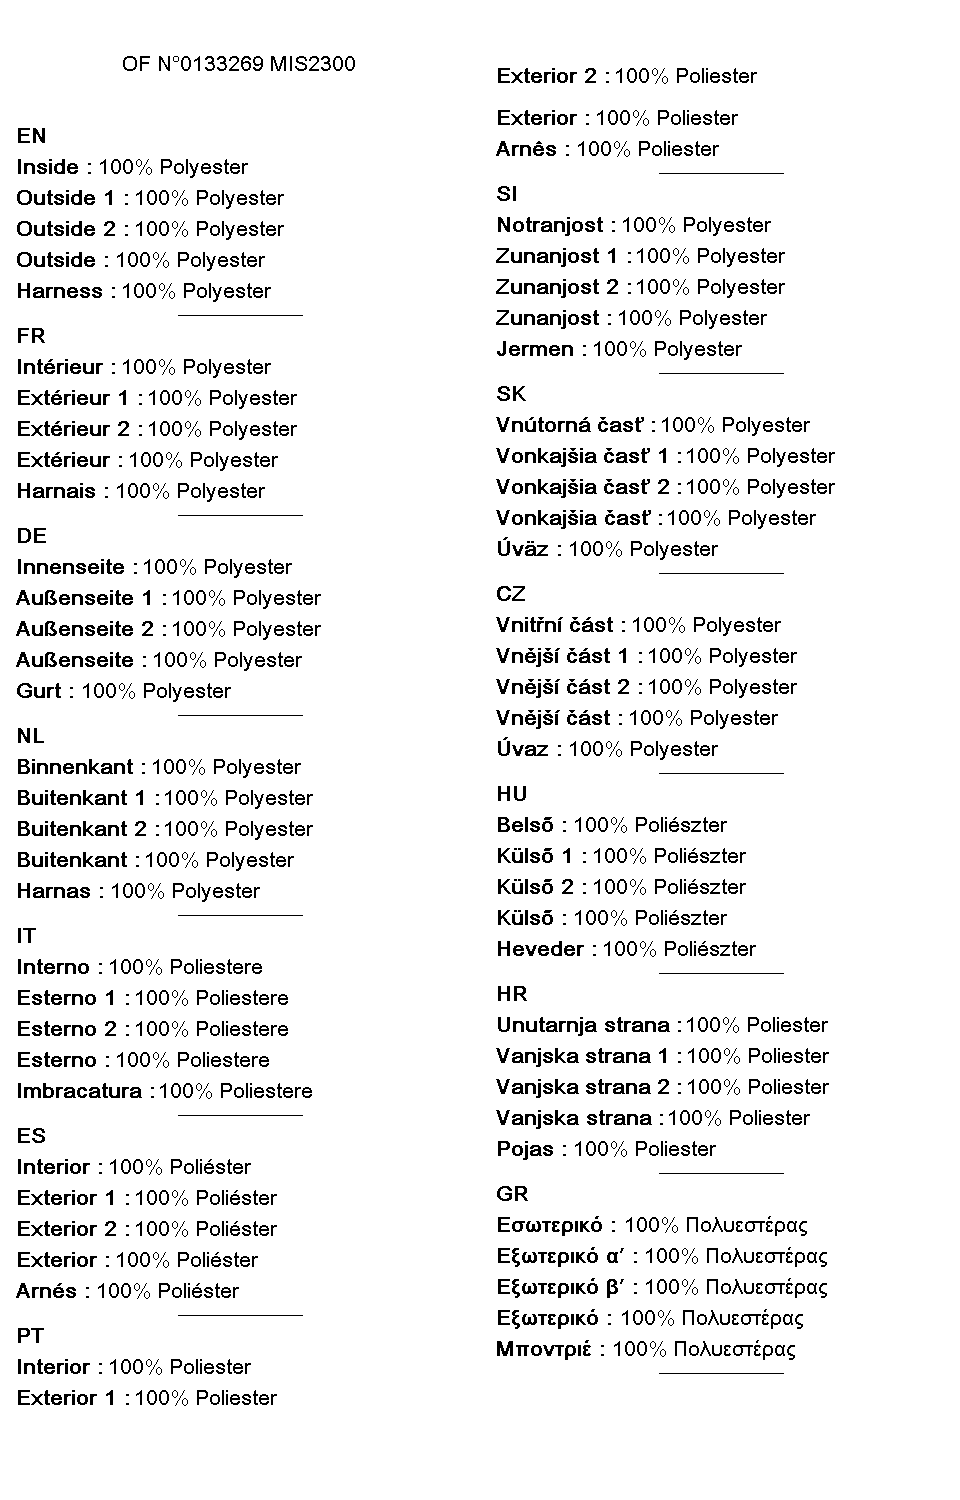 OF N°0133269 MIS2300
EN
Inside : 100% Polyester
Outside 1 : 100% Polyester
Outside 2 : 100% Polyester
Outside : 100% Polyester
Harness : 100% Polyester
FR
Intérieur : 100% Polyester
Extérieur 1 : 100% Polyester
Extérieur 2 : 100% Polyester
Extérieur : 100% Polyester
Harnais : 100% Polyester
DE
Innenseite : 100% Polyester
Außenseite 1 : 100% Polyester
Außenseite 2 : 100% Polyester
Außenseite : 100% Polyester
Gurt : 100% Polyester
NL
Binnenkant : 100% Polyester
Buitenkant 1 : 100% Polyester
Buitenkant 2 : 100% Polyester
Buitenkant : 100% Polyester
Harnas : 100% Polyester
IT
Interno : 100% Poliestere
Esterno 1 : 100% Poliestere
Esterno 2 : 100% Poliestere
Esterno : 100% Poliestere
Imbracatura : 100% Poliestere
ES
Interior : 100% Poliéster
Exterior 1 : 100% Poliéster
Exterior 2 : 100% Poliéster
Exterior : 100% Poliéster
Arnés : 100% Poliéster
PT
Interior : 100% Poliester
Exterior 1 : 100% Poliester
Exterior 2 : 100% Poliester
Exterior : 100% Poliester
Arnês : 100% Poliester
SI
Notranjost : 100% Polyester
Zunanjost 1 : 100% Polyester
Zunanjost 2 : 100% Polyester
Zunanjost : 100% Polyester
Jermen : 100% Polyester
SK
Vnútorná časť : 100% Polyester
Vonkajšia časť 1 : 100% Polyester
Vonkajšia časť 2 : 100% Polyester
Vonkajšia časť : 100% Polyester
Úväz : 100% Polyester
CZ
Vnitřní část : 100% Polyester
Vnější část 1 : 100% Polyester
Vnější část 2 : 100% Polyester
Vnější část : 100% Polyester
Úvaz : 100% Polyester
HU
Belső : 100% Poliészter
Külső 1 : 100% Poliészter
Külső 2 : 100% Poliészter
Külső : 100% Poliészter
Heveder : 100% Poliészter
HR
Unutarnja strana : 100% Poliester
Vanjska strana 1 : 100% Poliester
Vanjska strana 2 : 100% Poliester
Vanjska strana : 100% Poliester
Pojas : 100% Poliester
GR
Εσωτερικό : 100% Πολυεστέρας
Εξωτερικό α’ : 100% Πολυεστέρας
Εξωτερικό β’ : 100% Πολυεστέρας
Εξωτερικό : 100% Πολυεστέρας
Μποντριέ : 100% Πολυεστέρας